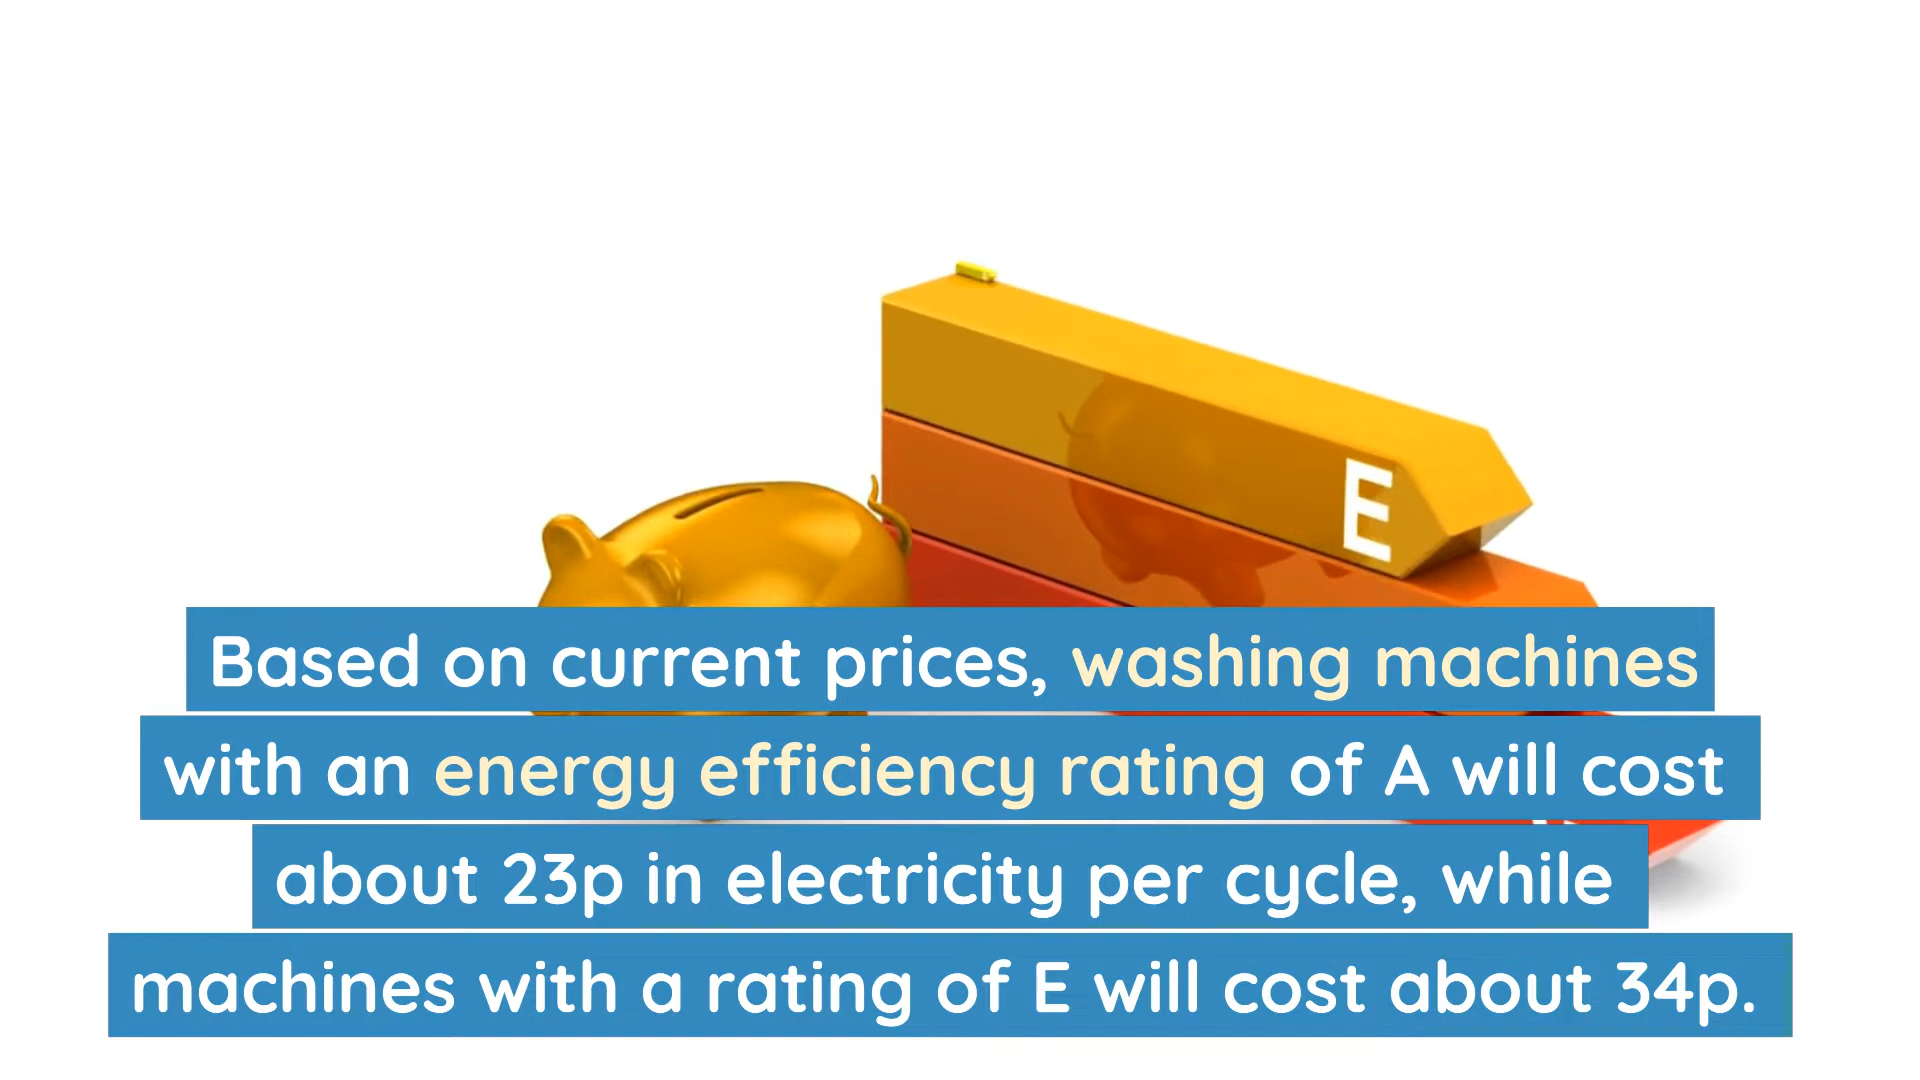 E
Based on current prices, washing machines
with an energy efficiency rating of A will cost
about 23p in electricity per cycle, while
machines with a rating of E will cost about 34p.